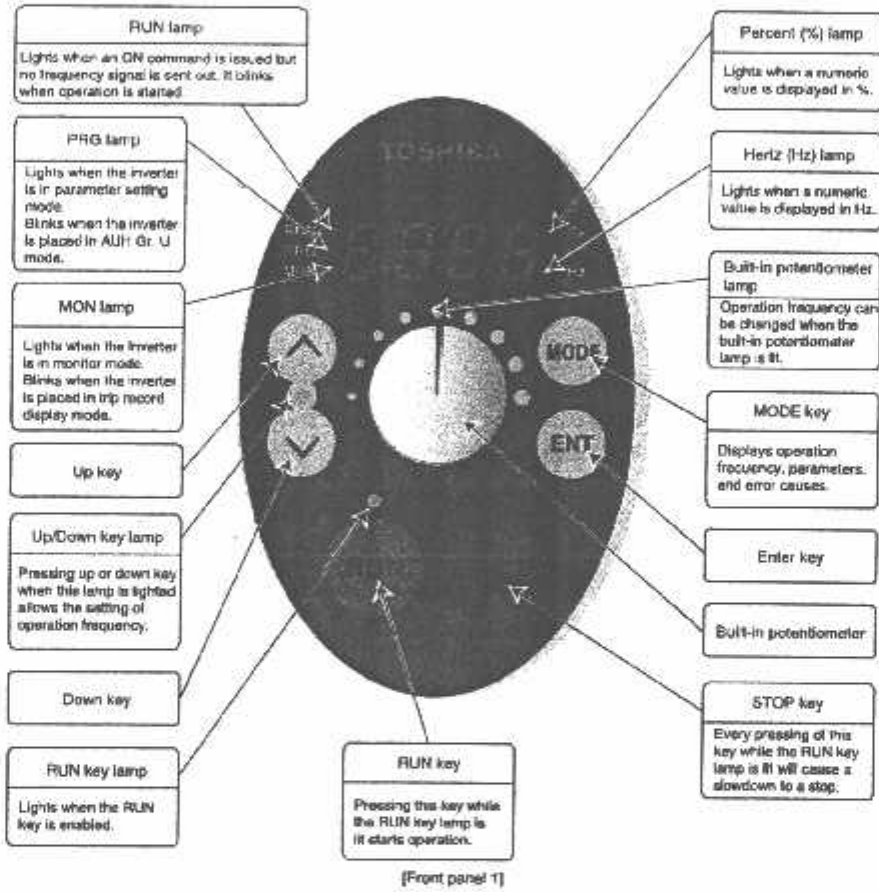 RUN lamp
Lights when an ON command is issued but
no frequency signal is sent out. It blinks
when operation is started
PRG lamp
Lights when the inverter
is in parameter setting
mode.
Blinks when the inverter
is placed in AUH Gr. U
mode.
MON lamp
Lights when the inverter
is in monitor mode.
Blinks when the inverter
is placed in trip record
display mode.
Up key
Up/Down key lamp
Pressing up or down key
when this lamp is lighted
allows the setting of
operation frequency.
Down key
RUN key lamp
Lights when the RUN
key is enabled.
TOSHIBA
MODE
ENT
RUN key
Pressing this key while
the RUN key lamp is
lit starts operation.
Percent (%) lamp
Lights when a numeric
value is displayed in %.
Hertz (Hz) lamp
Lights when a numeric
value is displayed in Hz.
Built-in potentiometer
lamp
Operation frequency can
be changed when the
built-in potentiometer
lamp is lit.
MODE key
Displays operation
frequency, parameters,
and error causes.
Enter key
Built-in potentiometer
STOP key
Every pressing of this
key while the RUN key
lamp is lit will cause a
slowdown to a stop.
[Front panel 1]